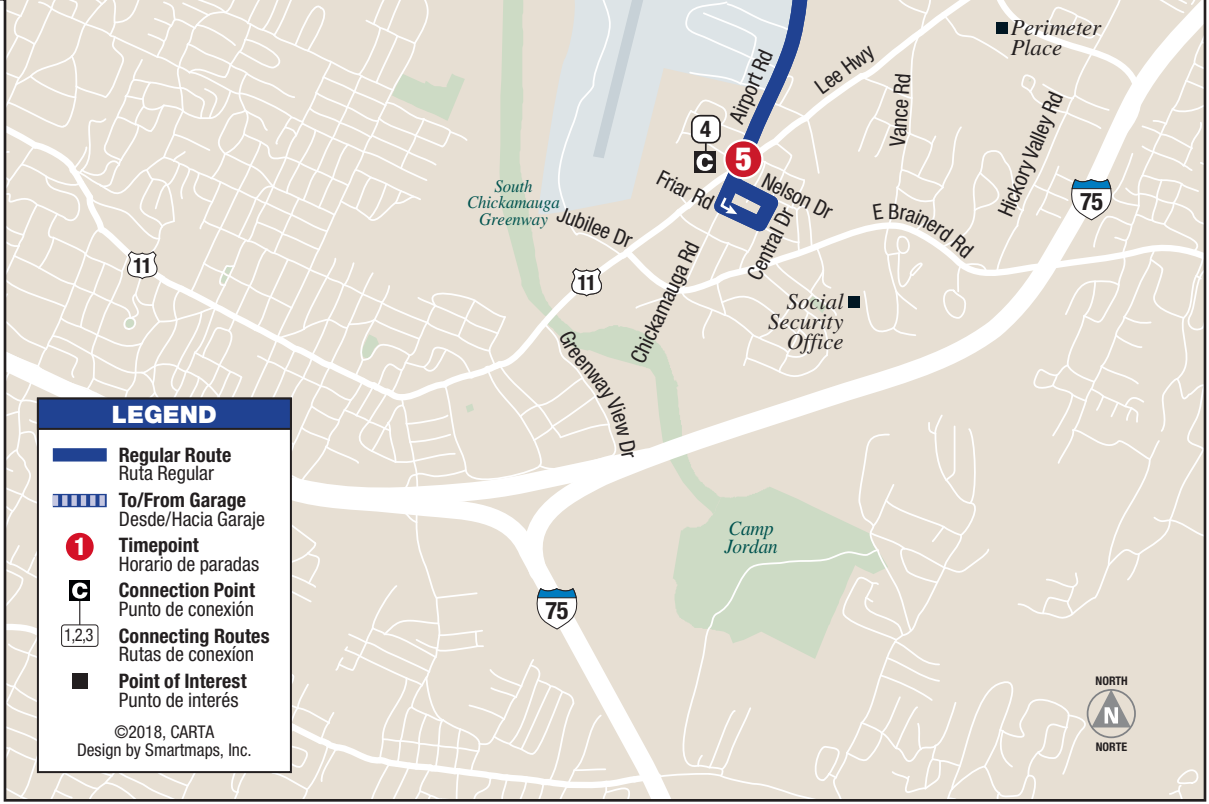 Perimeter
Place
Airport Rd
Lee Hwy
Vance Rd
Hickory Valley Rd
4
C
5
Friar Rd
Nelson Dr
South
Chickamauga
Greenway
Jubilee Dr
Central Dr
E Brainerd Rd
75
11
11
Chickamauga Rd
Social
Security
Office
Greenway View Dr
Camp
Jordan
75
LEGEND
Regular Route
Ruta Regular
To/From Garage
Desde/Hacia Garaje
1
Timepoint
Horario de paradas
C
Connection Point
Punto de conexión
1,2,3
Connecting Routes
Rutas de conexíon
Point of Interest
Punto de interés
©2018, CARTA
Design by Smartmaps, Inc.
NORTH
N
NORTE